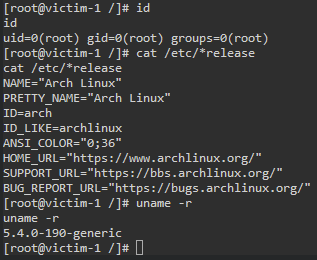 [root@victim-1 /]# id
id
uid=0(root) gid=0(root) groups=0(root)
[root@victim-1 /]# cat /etc/*release
cat /etc/*release
NAME="Arch Linux"
PRETTY_NAME="Arch Linux"
ID=arch
ID_LIKE=archlinux
ANSI_COLOR="0;36"
HOME_URL="https://www.archlinux.org/"
SUPPORT_URL="https://bbs.archlinux.org/"
BUG_REPORT_URL="https://bugs.archlinux.org/"
[root@victim-1 /]# uname -r
uname -r
5.4.0-190-generic
[root@victim-1 /]#